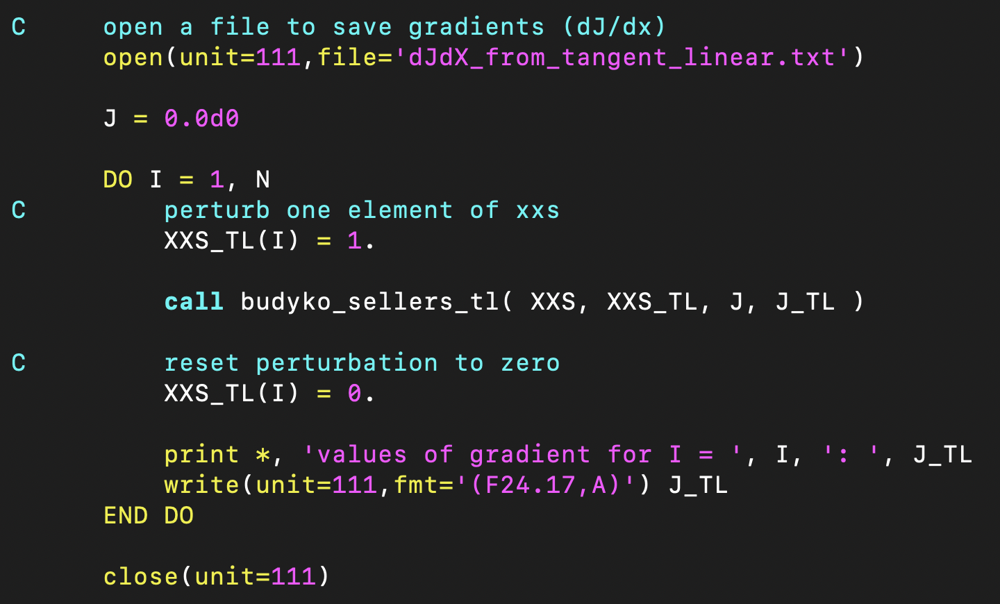 C     open a file to save gradients (dJ/dx)
      open(unit=111,file='dJdX_from_tangent_linear.txt')

      J = 0.0d0

      DO I = 1, N
C         perturb one element of xxs
          XXS_TL(I) = 1.

          call budyko_sellers_tl( XXS, XXS_TL, J, J_TL )

C         reset perturbation to zero
          XXS_TL(I) = 0.

          print *, 'values of gradient for I = ', I, ': ', J_TL
          write(unit=111,fmt='(F24.17,A)') J_TL
      END DO

      close(unit=111)